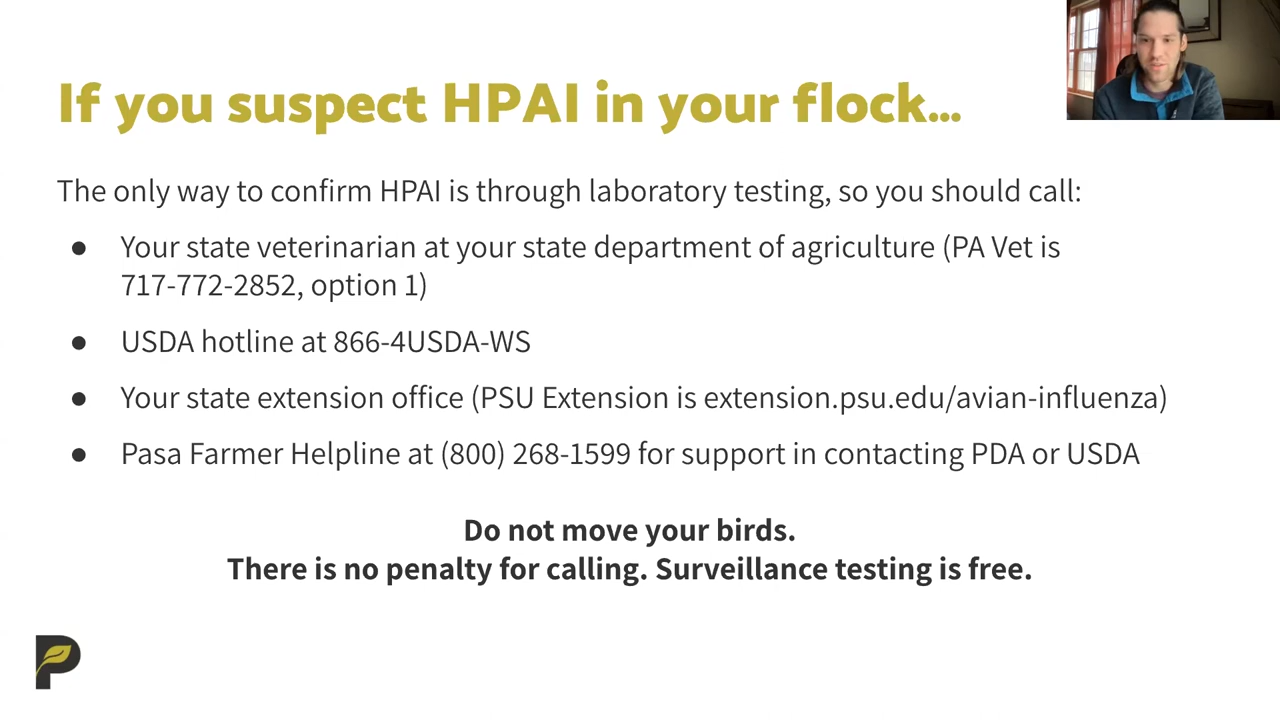 If you suspect HPAI in your flock...
The only way to confirm HPAI is through laboratory testing, so you should call:
● Your state veterinarian at your state department of agriculture (PA Vet is
717-772-2852, option 1)
● USDA hotline at 866-4USDA-WS
● Your state extension office (PSU Extension is extension.psu.edu/avian-influenza)
● Pasa Farmer Helpline at (800) 268-1599 for support in contacting PDA or USDA
Do not move your birds.
There is no penalty for calling. Surveillance testing is free.
P